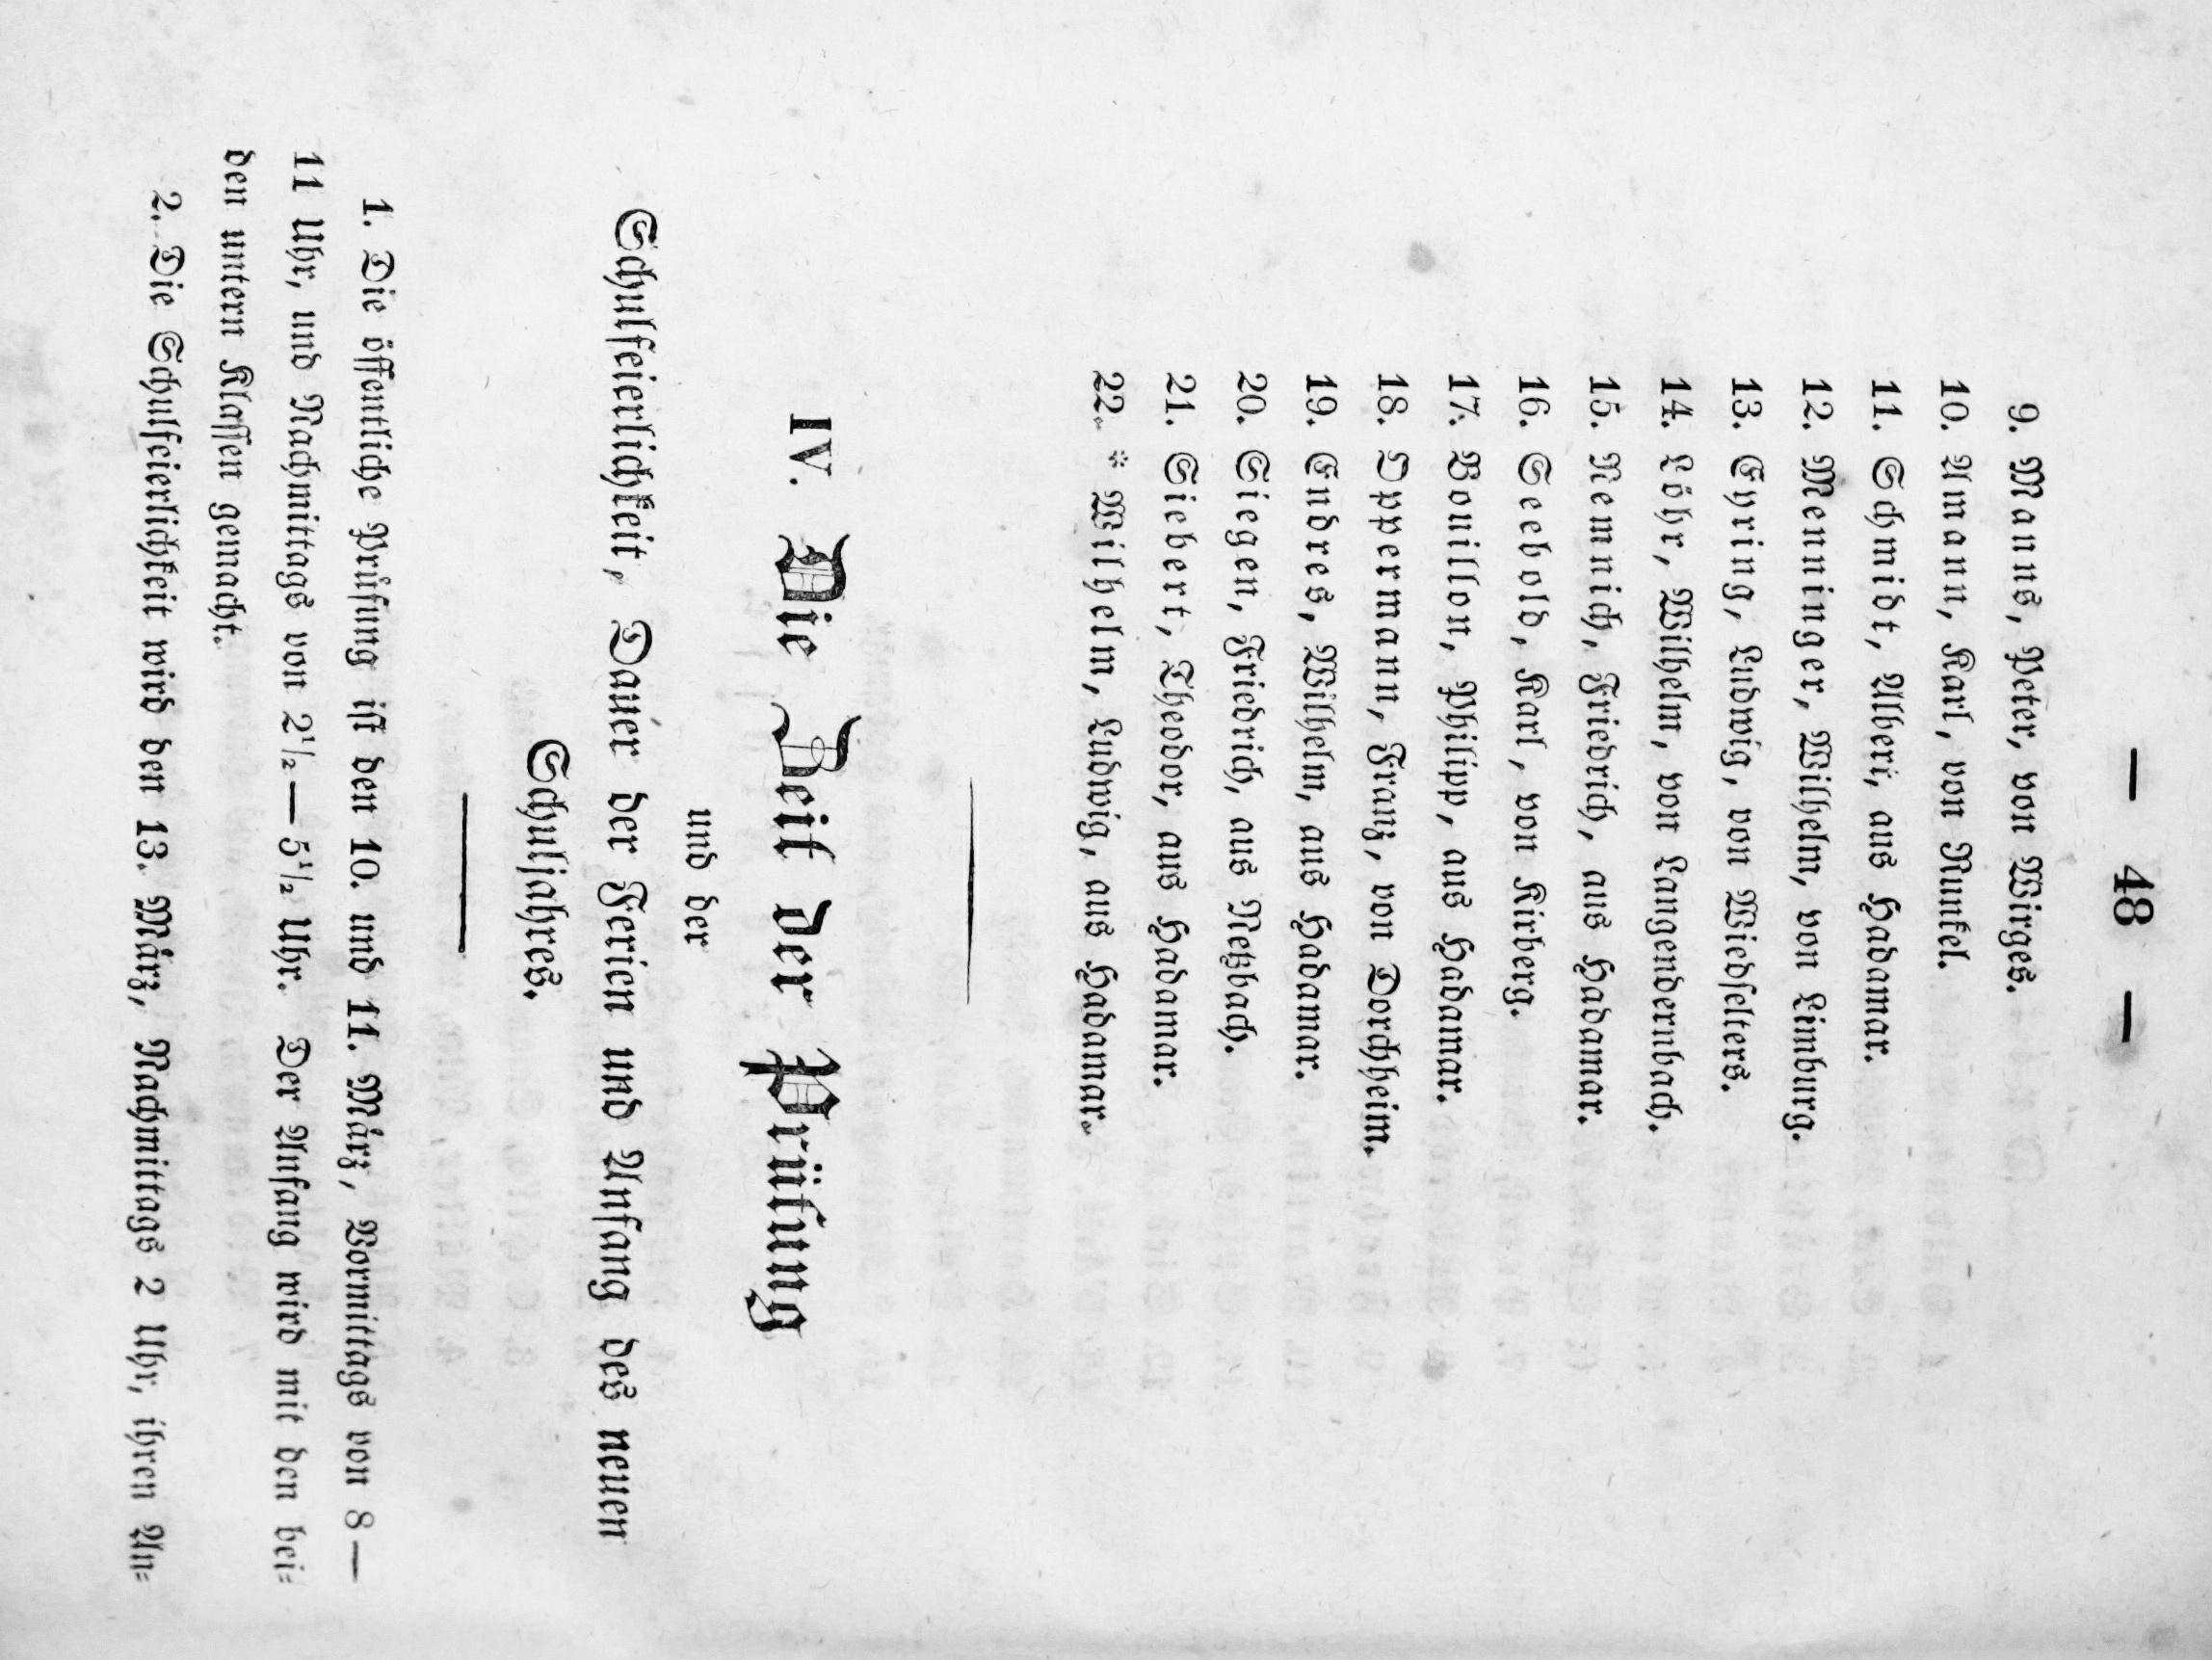 — 48 —
9. Manns, Peter, von Wirges.
10. Amann, Karl, von Runkel.
11. Schmidt, Albert, aus Hadamar.
12. Menninger, Wilhelm, von Limburg.
13. Eyring, Ludwig, von Wiedselters.
14. Löhr, Wilhelm, von Langendernbach.
15. Nennich, Friedrich, aus Hadamar.
16. Seebold, Karl, von Kirberg.
17. Bouillon, Philipp, aus Hadamar.
18. Oppermann, Franz, von Dorchheim.
19. Endres, Wilhelm, aus Hadamar.
20. Siegen, Friedrich, aus Netzbach.
21. Siebert, Theodor, aus Hadamar.
22. * Wilhelm, Ludwig, aus Hadamar.
IV. Die Zeit der Prüfung
und der
Schulfeierlichkeit, Dauer der Ferien und Anfang des neuen
Schuljahres.
1. Die öffentliche Prüfung ist den 10. und 11. März, Vormittags von 8—
11 Uhr, und Nachmittags von 2¹/₂—5¹/₂ Uhr. Der Anfang wird mit den bei=
den untern Klassen gemacht.
2. Die Schulfeierlichkeit wird den 13. März, Nachmittags 2 Uhr, ihren An=